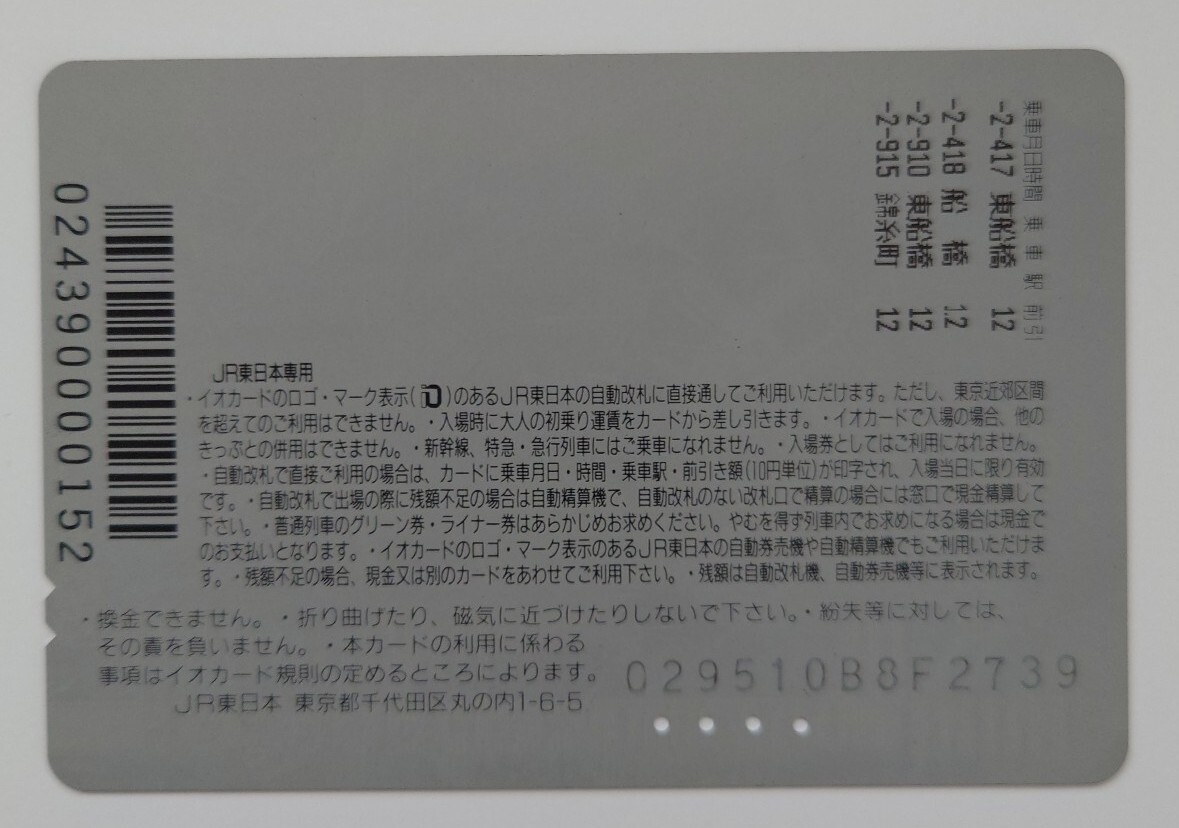 乗車月日時間 乗車駅 前引
-2-417 東船橋 12
-2-418 船橋 12
-2-910 東船橋 12
-2-915 錦糸町 12
0243900000152
JR東日本専用
・イオカードのロゴ・マーク表示( )のあるJR東日本の自動改札に直接通してご利用いただけます。ただし、東京近郊区間
を超えてのご利用はできません。・入場時に大人の初乗り運賃をカードから差し引きます。・イオカードで入場の場合、他の
きっぷとの併用はできません。・新幹線、特急・急行列車にはご乗車になれません。・入場券としてはご利用になれません。
・自動改札で直接ご利用の場合は、カードに乗車月日・時間・乗車駅・前引き額(10円単位)が印字され、入場当日に限り有効
です。・自動改札で出場の際に残額不足の場合は自動精算機で、自動改札のない改札口で精算の場合には窓口で現金精算して
下さい。・普通列車のグリーン券・ライナー券はあらかじめお求めください。やむを得ず列車内でお求めになる場合は現金で
のお支払いとなります。・イオカードのロゴ・マーク表示のあるJR東日本の自動券売機や自動精算機でもご利用いただけま
す。・残額不足の場合、現金又は別のカードをあわせてご利用下さい。・残額は自動改札機、自動券売機等に表示されます。
・換金できません。・折り曲げたり、磁気に近づけたりしないで下さい。・紛失等に対しては、
その責を負いません。・本カードの利用に係わる
事項はイオカード規則の定めるところによります。
JR東日本 東京都千代田区丸の内1-6-5
029510B8F2739